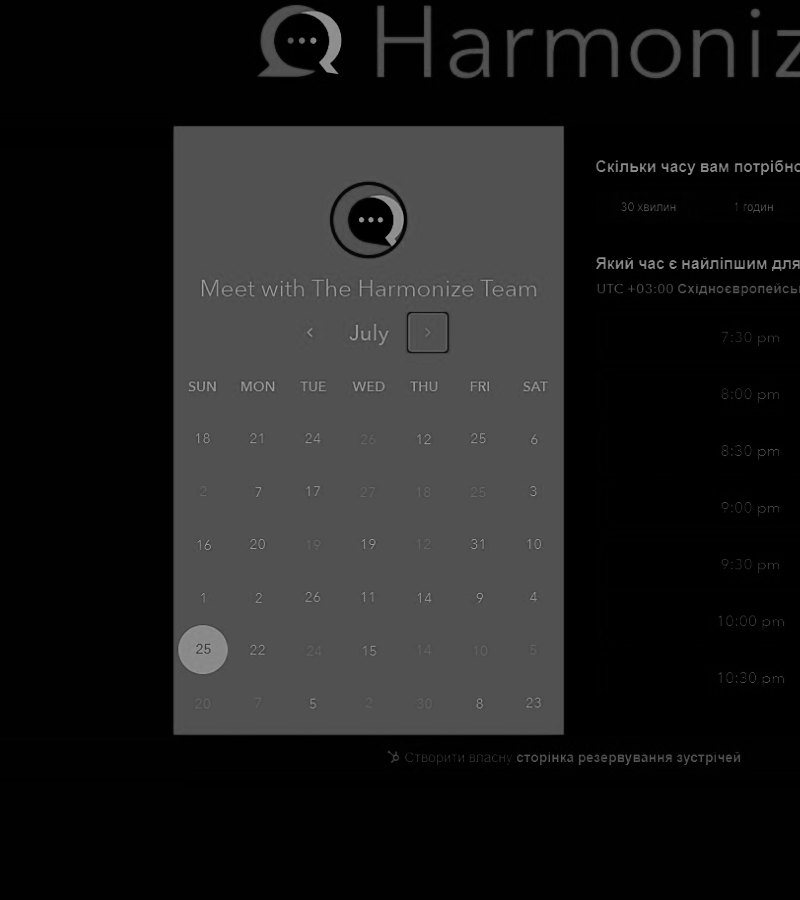 Harmoniz
Meet with The Harmonize Team
July
SUN MON TUE WED THU FRI SAT
18 21 24 26 12 25 6
2 7 17 27 18 25 3
16 20 19 19 12 31 10
1 2 26 11 14 9 4
25 22 24 15 14 10 5
20 7 5 2 30 8 23
Скільки часу вам потрібно
30 хвилин 1 годин
Який час є найліпшим для
UTC +03:00 Східноєвропейсь
7:30 pm
8:00 pm
8:30 pm
9:00 pm
9:30 pm
10:00 pm
10:30 pm
Створити власну сторінка резервування зустрічей